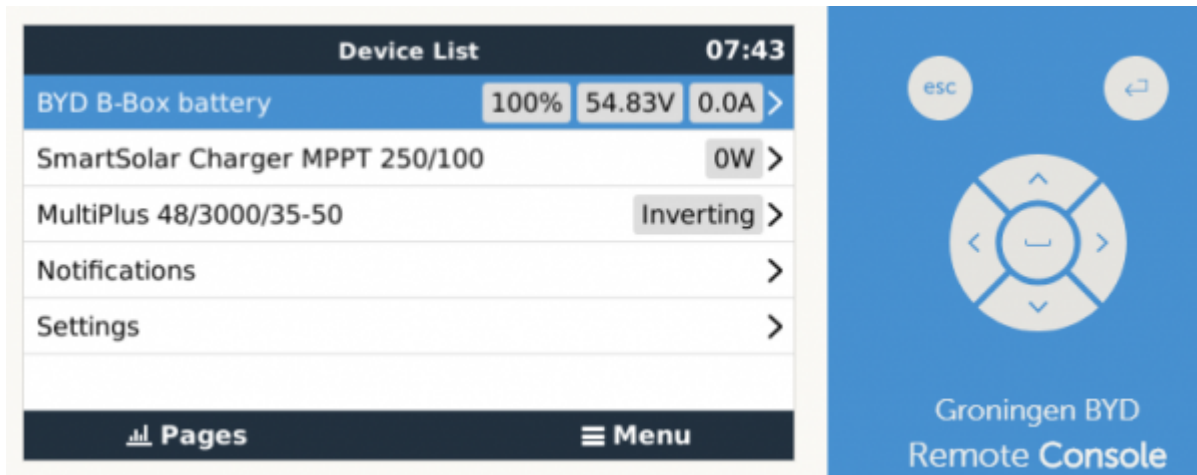 Device List 07:43
BYD B-Box battery 100% 54.83V 0.0A
SmartSolar Charger MPPT 250/100 0W
MultiPlus 48/3000/35-50 Inverting
Notifications
Settings
Pages Menu
esc
Groningen BYD
Remote Console